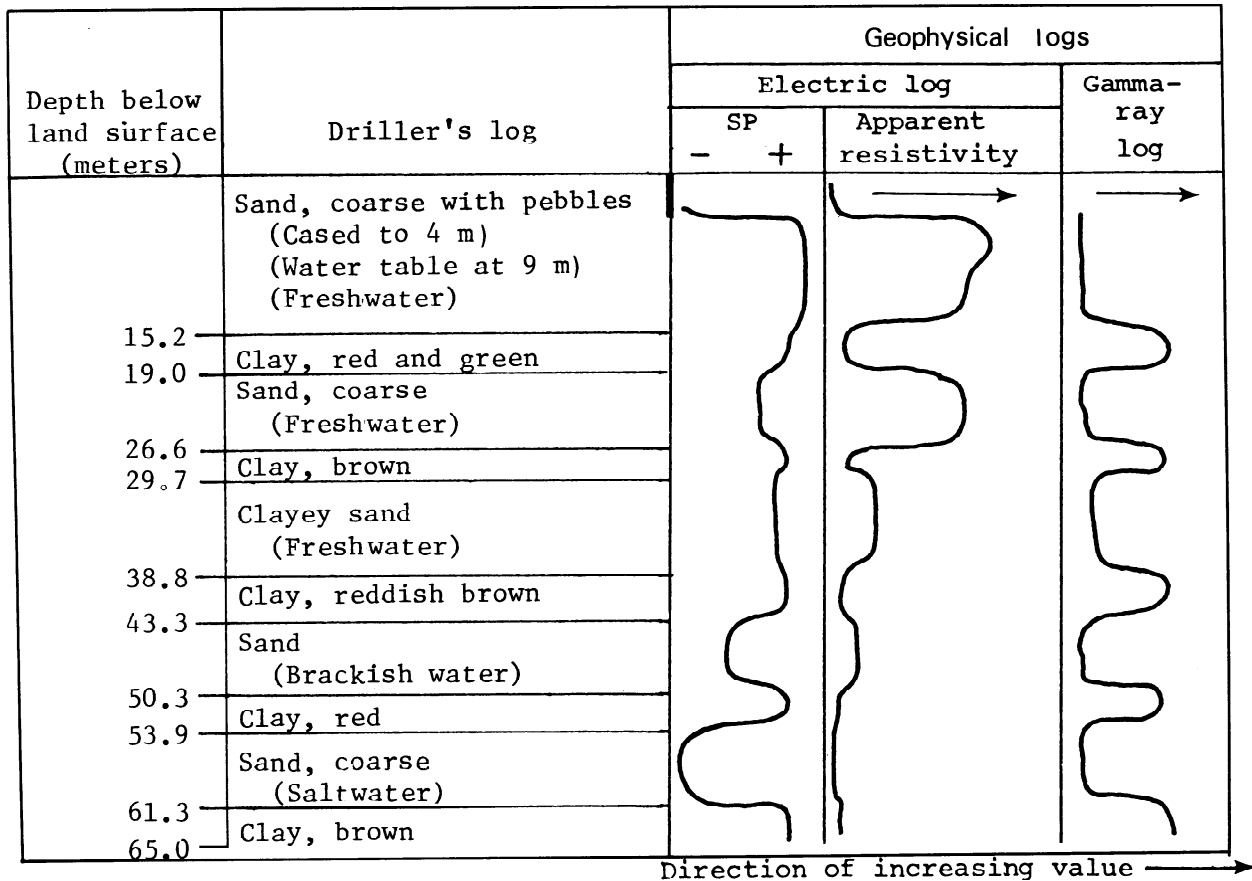 Geophysical logs
Depth below
land surface
(meters)
Driller's log
Electric log
Gamma-
ray
log
SP
- +
Apparent
resistivity
Sand, coarse with pebbles
(Cased to 4 m)
(Water table at 9 m)
(Freshwater)
15.2
Clay, red and green
19.0
Sand, coarse
(Freshwater)
26.6
Clay, brown
29.7
Clayey sand
(Freshwater)
38.8
Clay, reddish brown
43.3
Sand
(Brackish water)
50.3
Clay, red
53.9
Sand, coarse
(Saltwater)
61.3
Clay, brown
65.0
Direction of increasing value